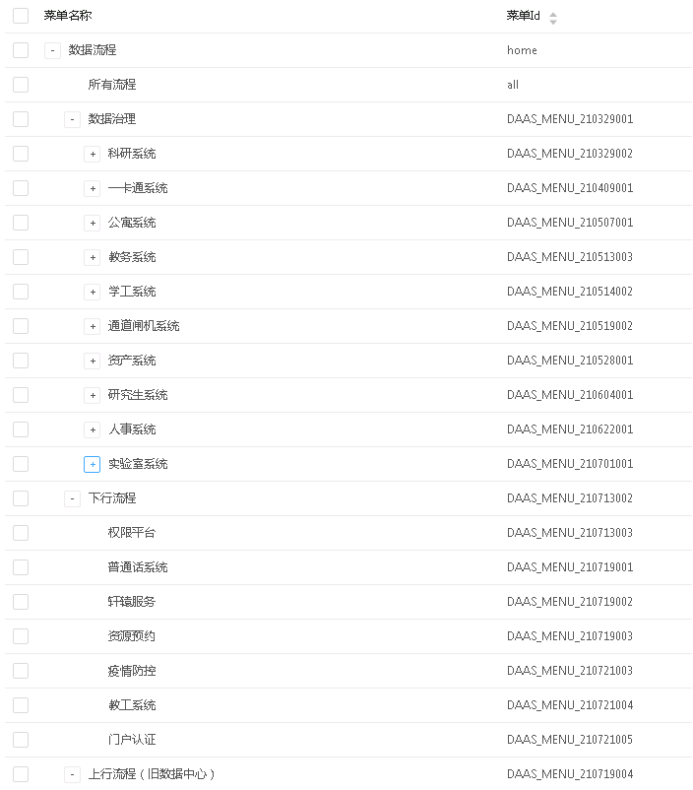 菜单名称 菜单Id
数据流程 home
所有流程 all
数据治理 DAAS_MENU_210329001
科研系统 DAAS_MENU_210329002
一卡通系统 DAAS_MENU_210409001
公寓系统 DAAS_MENU_210507001
教务系统 DAAS_MENU_210513003
学工系统 DAAS_MENU_210514002
通道闸机系统 DAAS_MENU_210519002
资产系统 DAAS_MENU_210528001
研究生系统 DAAS_MENU_210604001
人事系统 DAAS_MENU_210622001
实验室系统 DAAS_MENU_210701001
下行流程 DAAS_MENU_210713002
权限平台 DAAS_MENU_210713003
普通话系统 DAAS_MENU_210719001
轩辕服务 DAAS_MENU_210719002
资源预约 DAAS_MENU_210719003
疫情防控 DAAS_MENU_210721003
教工系统 DAAS_MENU_210721004
门户认证 DAAS_MENU_210721005
上行流程（旧数据中心） DAAS_MENU_210719004